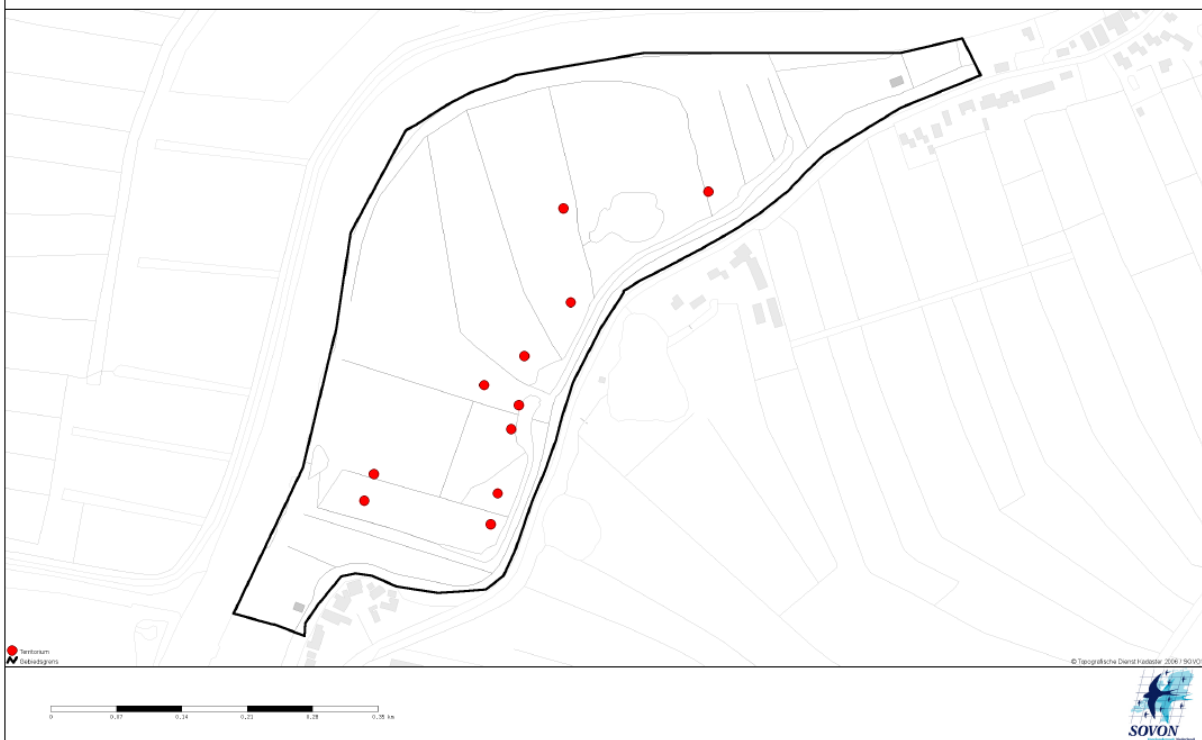 Territorium
Gebiedsgrens
© Topografische Dienst Kadaster 2006 / SOVON
0 0,07 0,14 0,21 0,28 0,35 km
SOVON